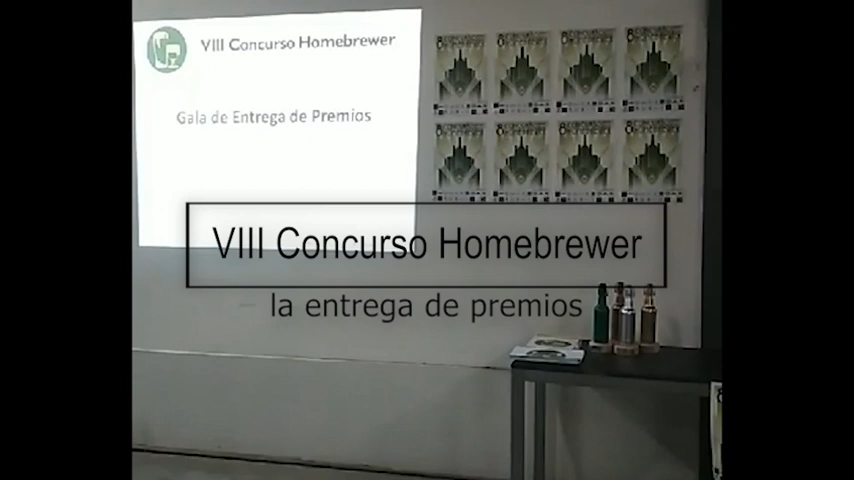 VIII Concurso Homebrewer
Gala de Entrega de Premios
VIII Concurso Homebrewer
la entrega de premios